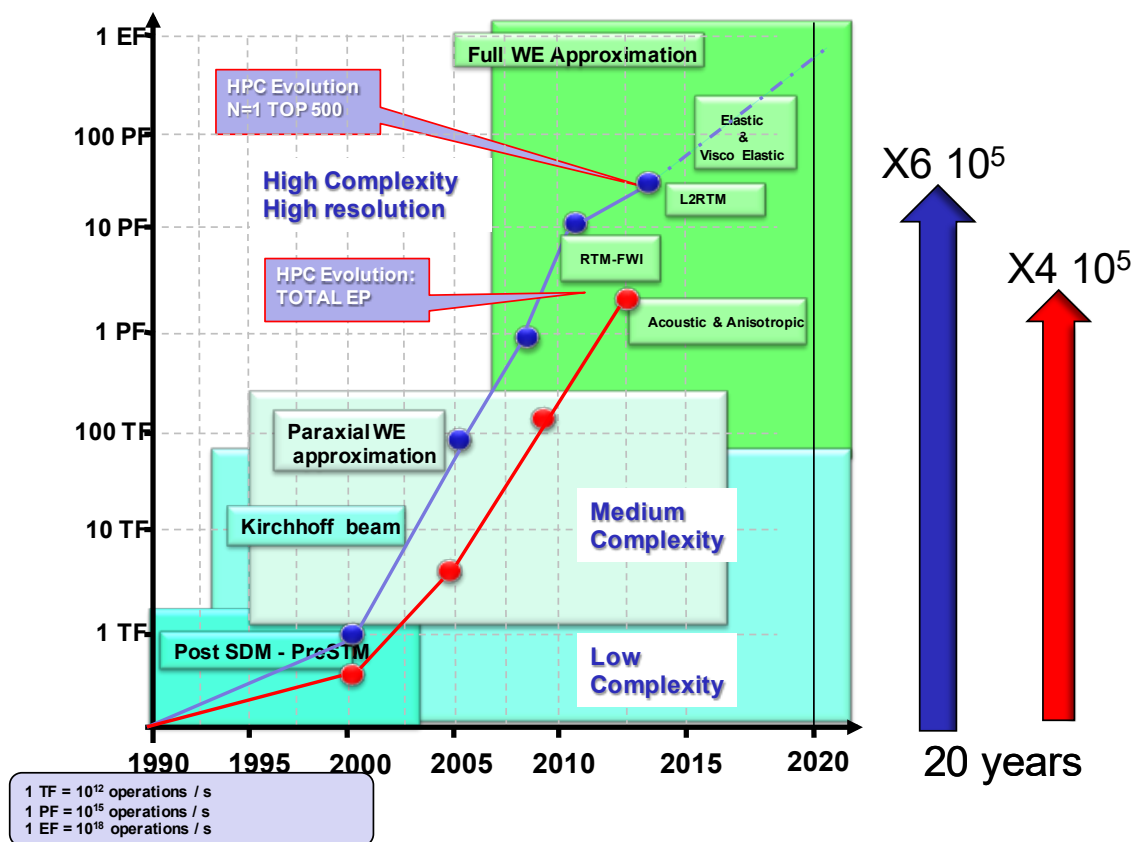 1 EF
Full WE Approximation
HPC Evolution
N=1 TOP 500
100 PF
Elastic
&
Visco Elastic
High Complexity
High resolution
L2RTM
10 PF
RTM-FWI
HPC Evolution:
TOTAL EP
1 PF
Acoustic & Anisotropic
100 TF
Paraxial WE
approximation
10 TF
Kirchhoff beam
Medium
Complexity
1 TF
Post SDM - PreSTM
Low
Complexity
1990 1995 2000 2005 2010 2015 2020
X6 10⁵
X4 10⁵
20 years
1 TF = 10¹² operations / s
1 PF = 10¹⁵ operations / s
1 EF = 10¹⁸ operations / s